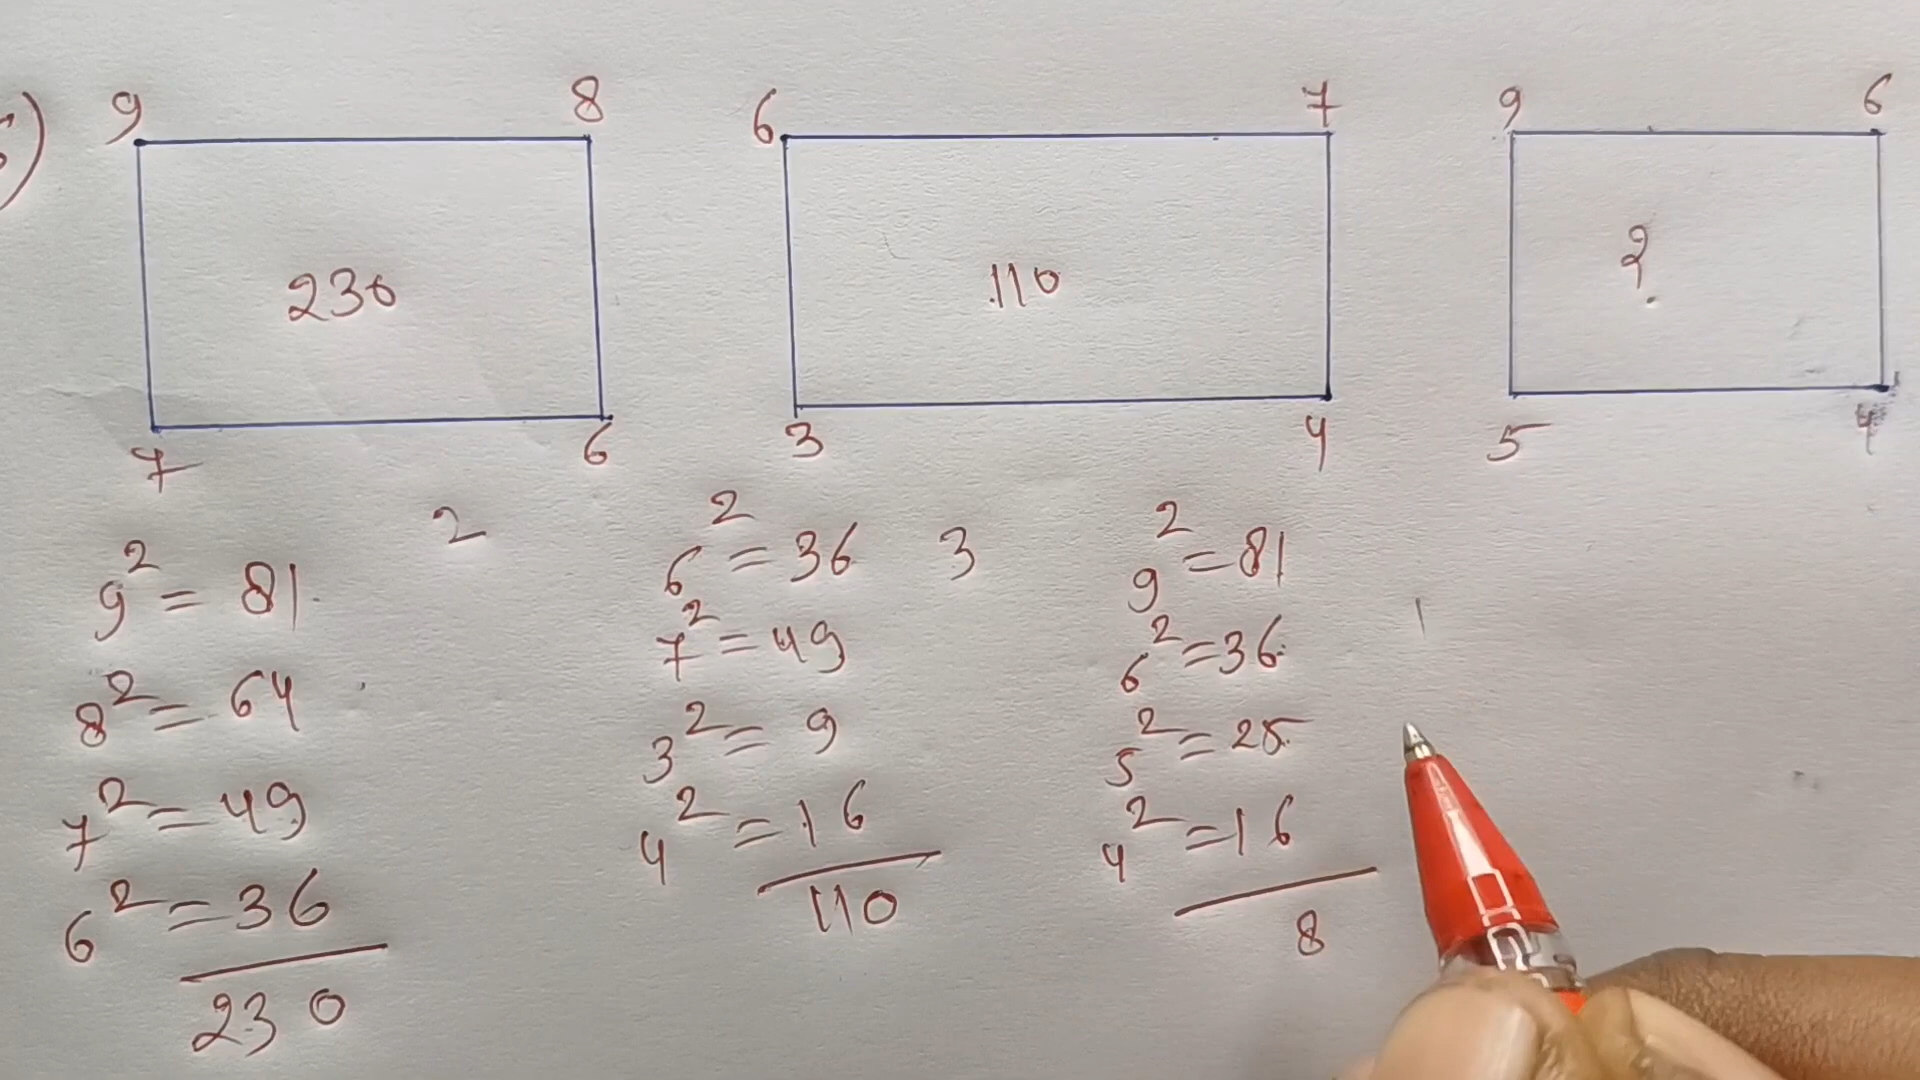 5)
9 8 6 7 9 6
230 110 ?
7 6 3 4 5 4
2
9² = 81
8² = 64
7² = 49
6² = 36
230
6² = 36 3
7² = 49
3² = 9
4² = 16
110
9² = 81
6² = 36
5² = 25
4² = 16
8
1